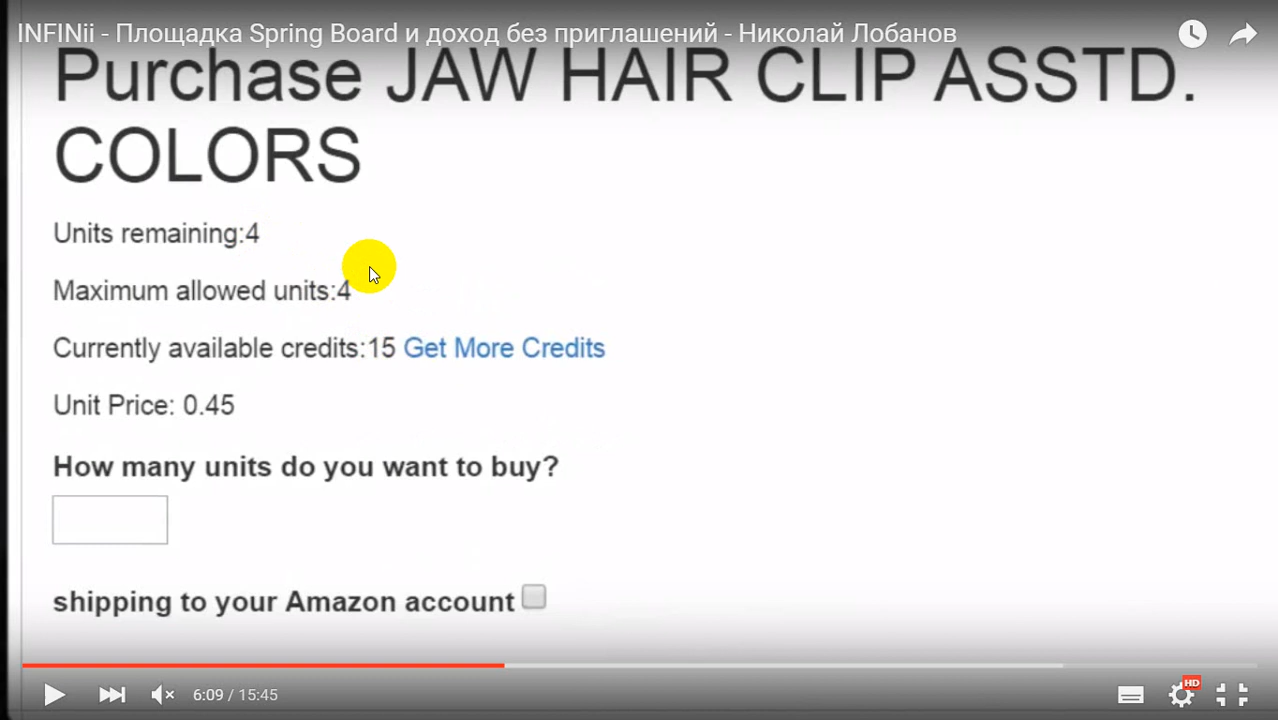 INFINii - Площадка Spring Board и доход без приглашений - Николай Лобанов
Purchase JAW HAIR CLIP ASSTD.
COLORS
Units remaining:4
Maximum allowed units:4
Currently available credits:15 Get More Credits
Unit Price: 0.45
How many units do you want to buy?
shipping to your Amazon account
6:09 / 15:45
HD